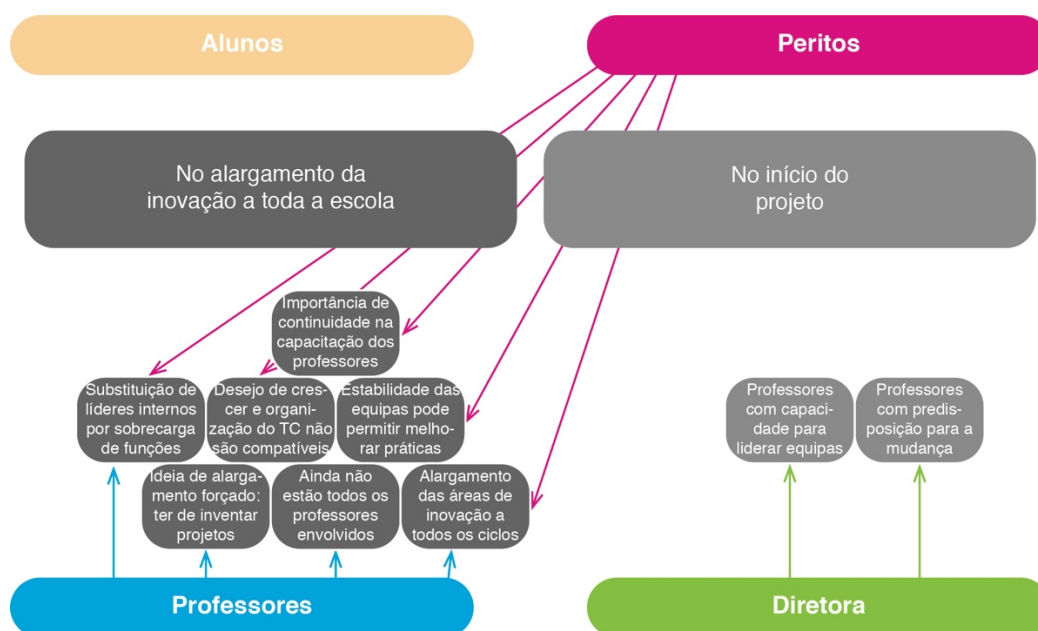 Alunos
Peritos
No alargamento da
inovação a toda a escola
No início do
projeto
Importância de
continuidade na
capacitação dos
professores
Substituição de
líderes internos
por sobrecarga
de funções
Desejo de cres-
cer e organi-
zação do TC não
são compatíveis
Estabilidade das
equipas pode
permitir melho-
rar práticas
Professores
com capaci-
dade para
liderar equipas
Professores
com predis-
posição para a
mudança
Ideia de alarga-
mento forçado:
ter de inventar
projetos
Ainda não
estão todos os
professores
envolvidos
Alargamento
das áreas de
inovação a
todos os ciclos
Professores
Diretora